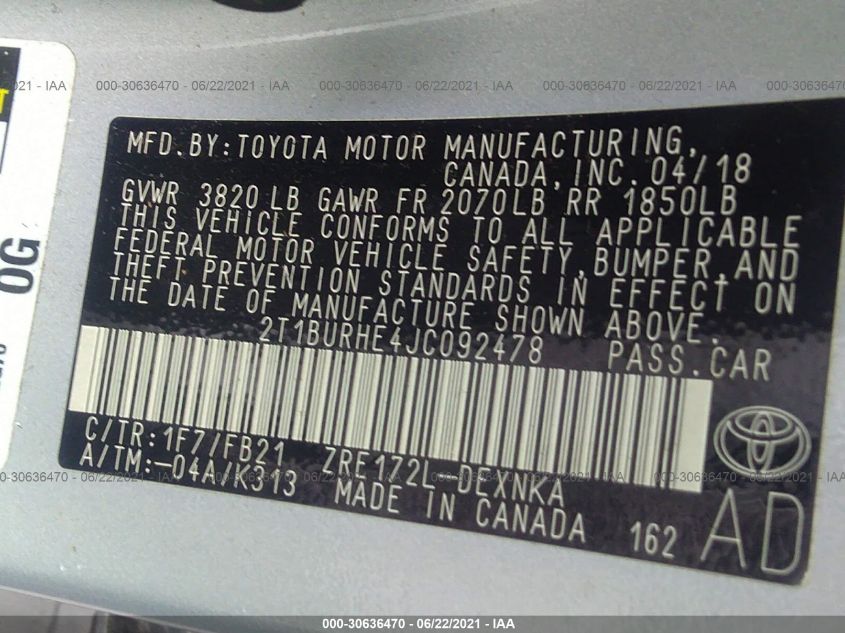 000-30636470 - 06/22/2021 - IAA
MFD.BY:TOYOTA MOTOR MANUFACTURING,
CANADA,INC.04/18
GVWR 3820 LB GAWR FR 2070LB RR 1850LB
THIS VEHICLE CONFORMS TO ALL APPLICABLE
FEDERAL MOTOR VEHICLE SAFETY,BUMPER,AND
THEFT PREVENTION STANDARDS IN EFFECT ON
THE DATE OF MANUFACTURE SHOWN ABOVE.
2T1BURHE4JC092478 PASS.CAR
C/TR:1F7/FB21 ZRE172L-DEXNKA
A/TM:-04A/K313 MADE IN CANADA 162
AD
OG
000-30636470 - 06/22/2021 - IAA